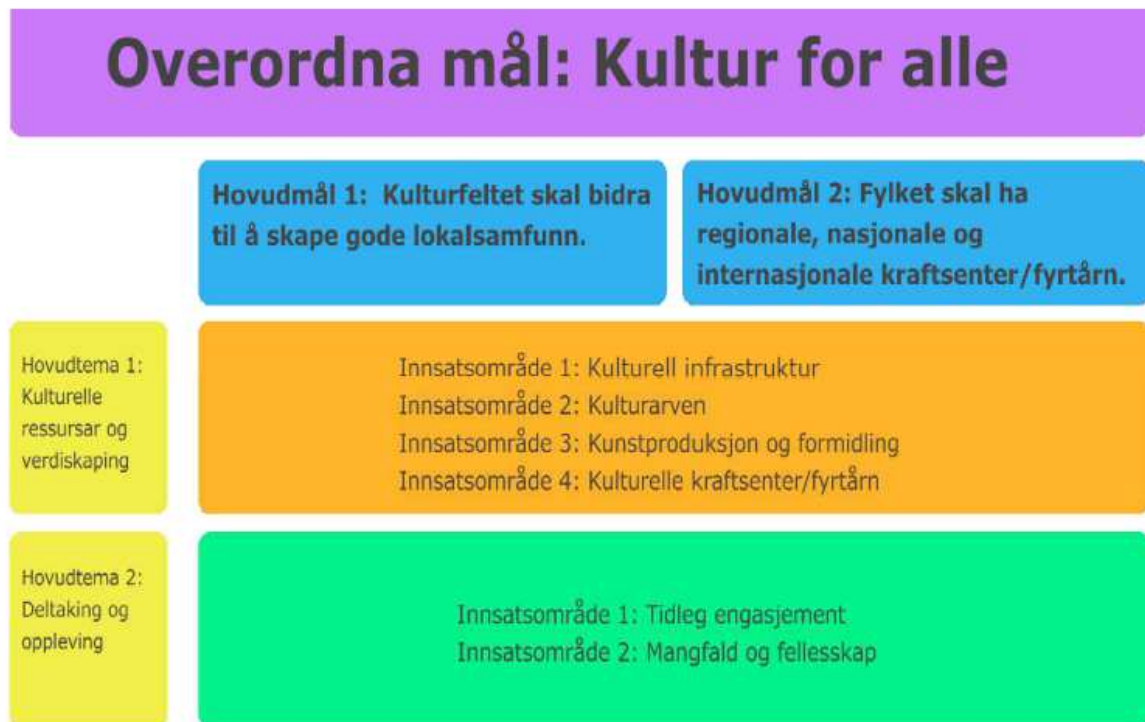 Overordna mål: Kultur for alle
Hovudmål 1:  Kulturfeltet skal bidra
til å skape gode lokalsamfunn.
Hovudmål 2: Fylket skal ha
regionale, nasjonale og
internasjonale kraftsenter/fyrtårn.
Hovudtema 1:
Kulturelle
ressursar og
verdiskaping
Innsatsområde 1: Kulturell infrastruktur
Innsatsområde 2: Kulturarven
Innsatsområde 3: Kunstproduksjon og formidling
Innsatsområde 4: Kulturelle kraftsenter/fyrtårn
Hovudtema 2:
Deltaking og
oppleving
Innsatsområde 1: Tidleg engasjement
Innsatsområde 2: Mangfald og fellesskap